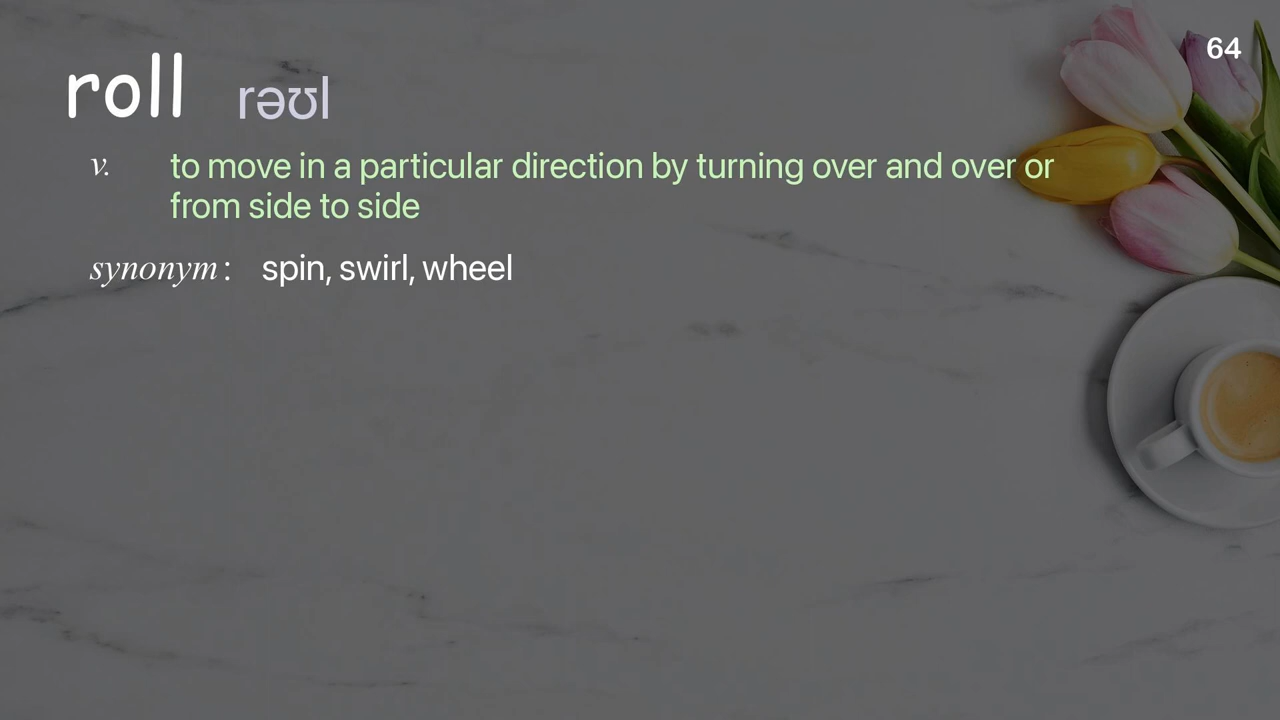 64
roll rəʊl
v. to move in a particular direction by turning over and over or
from side to side
synonym: spin, swirl, wheel